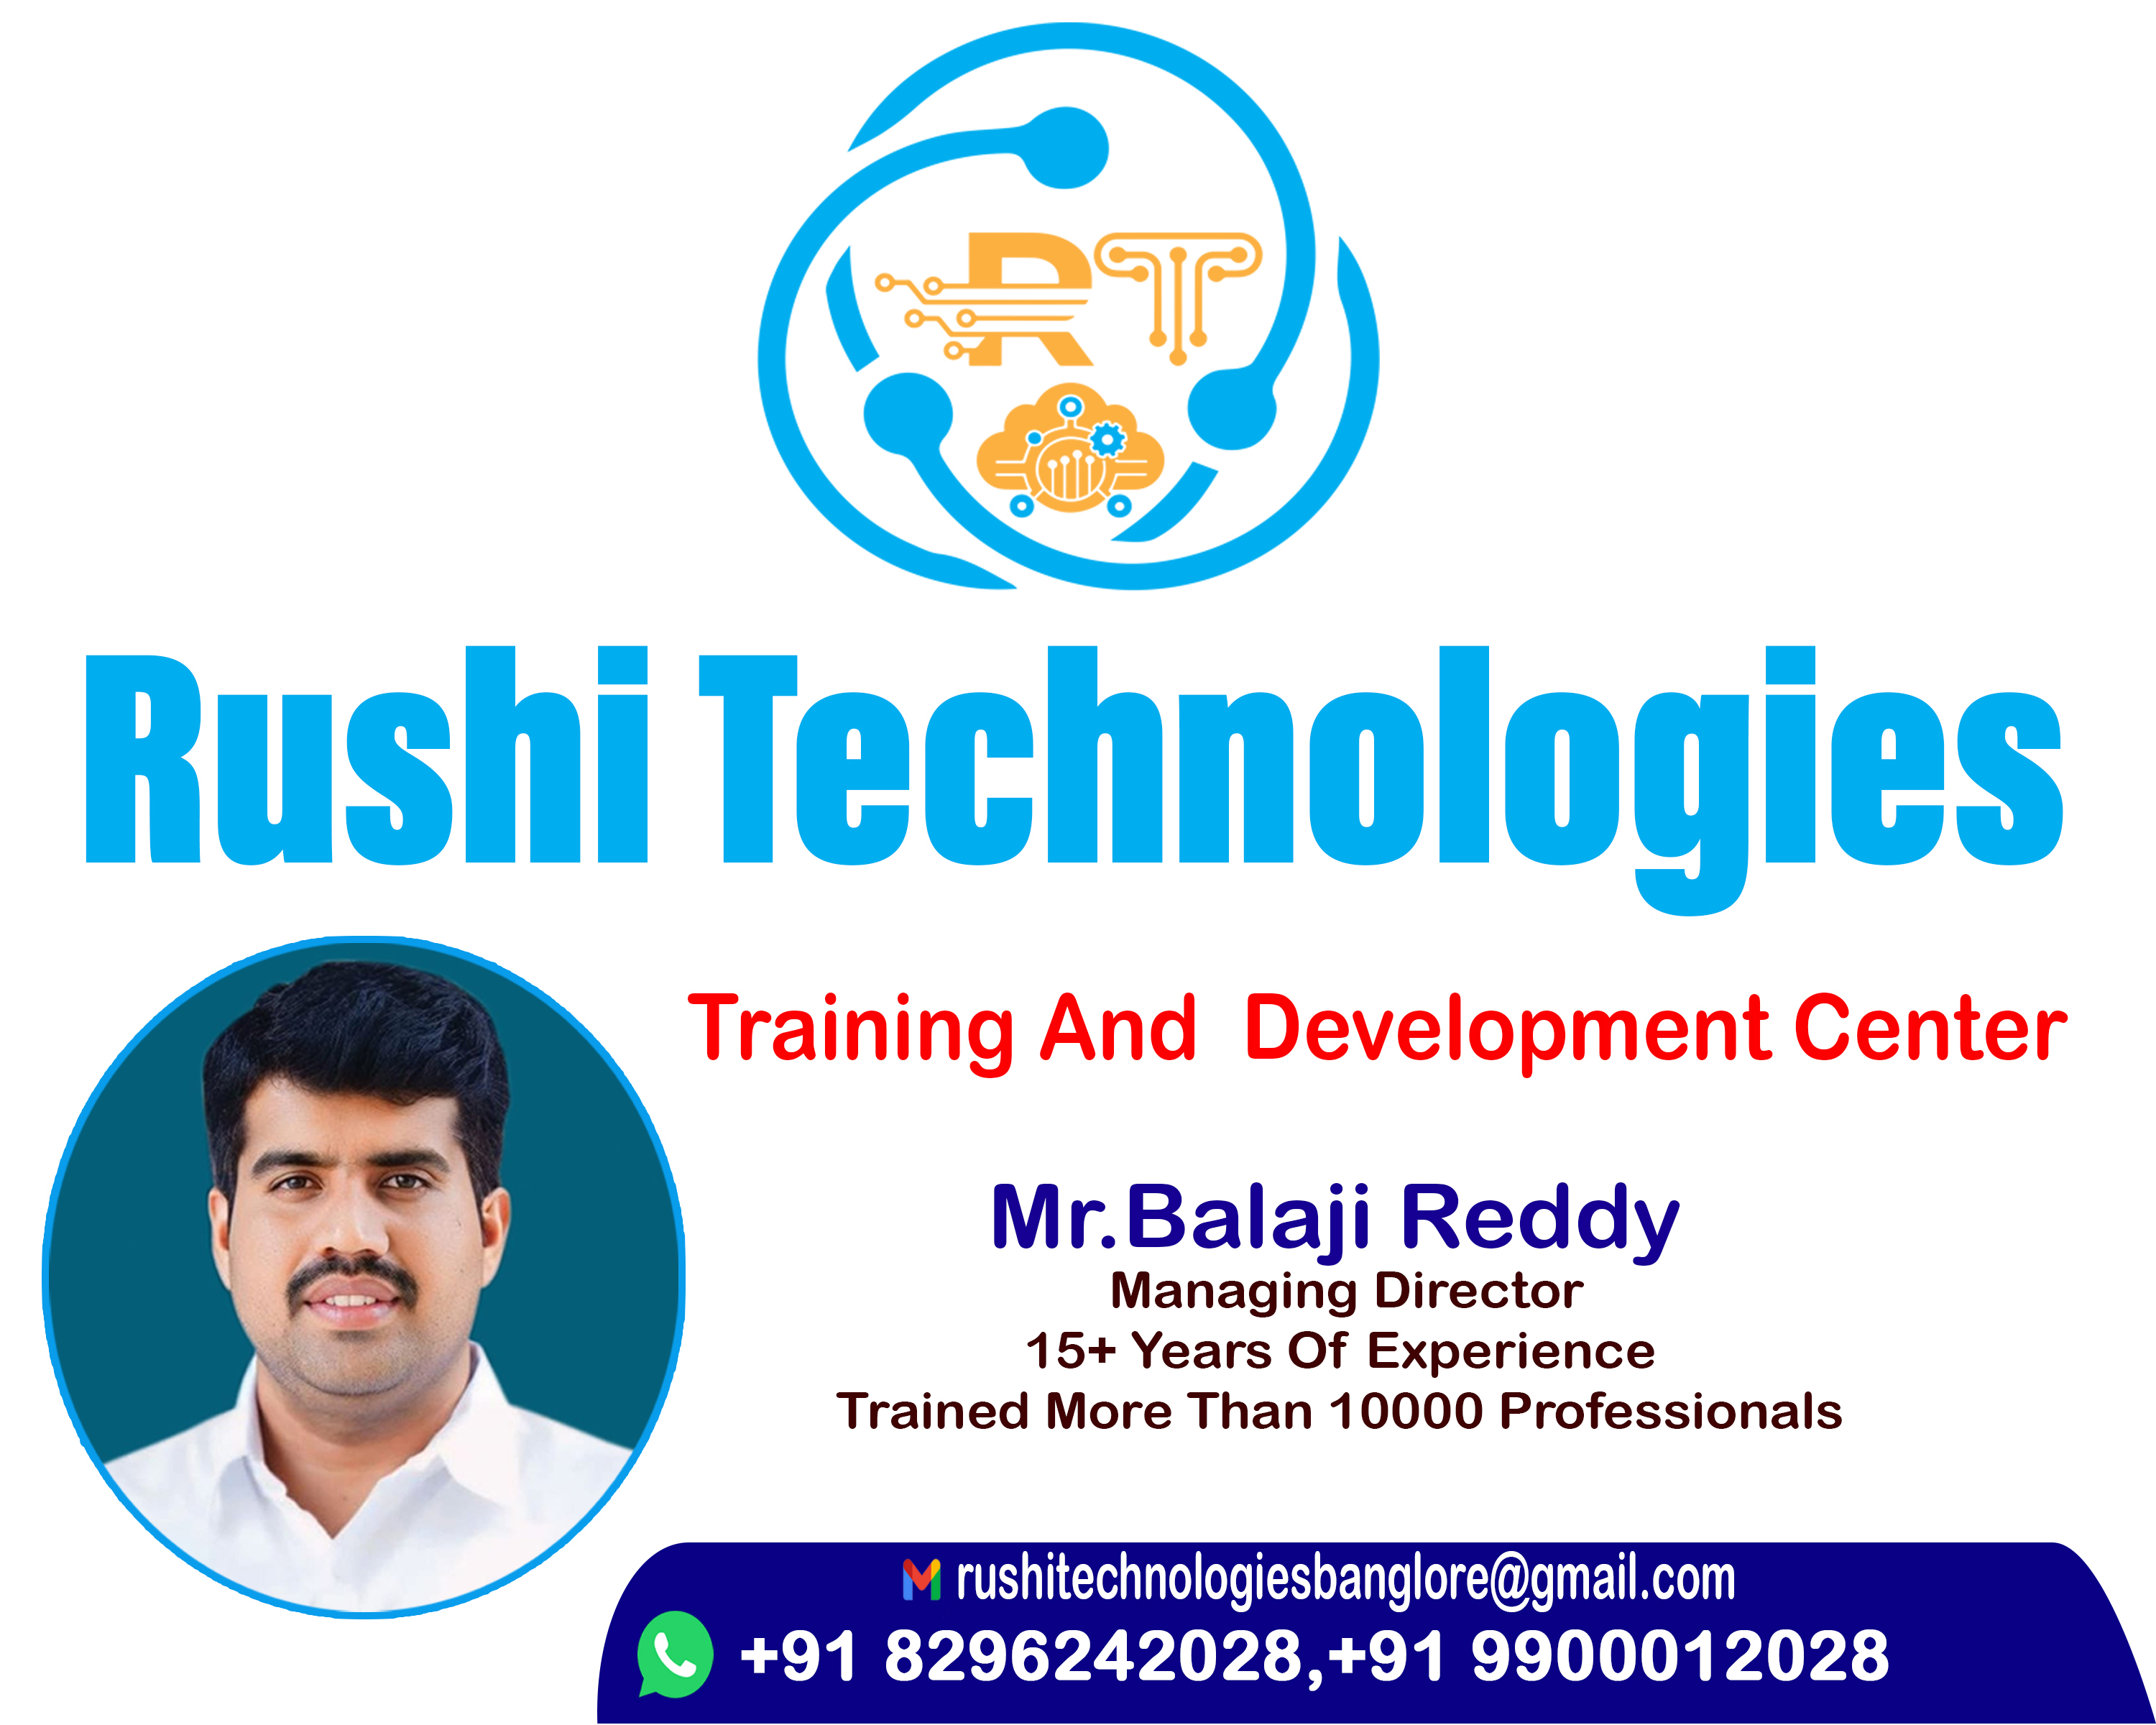 RT
Rushi Technologies
Training And Development Center
Mr.Balaji Reddy
Managing Director
15+ Years Of Experience
Trained More Than 10000 Professionals
rushitechnologiesbanglore@gmail.com
+91 8296242028,+91 9900012028